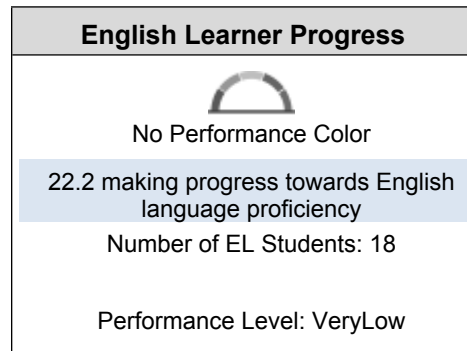 English Learner Progress
No Performance Color
22.2 making progress towards English
language proficiency
Number of EL Students: 18
Performance Level: VeryLow